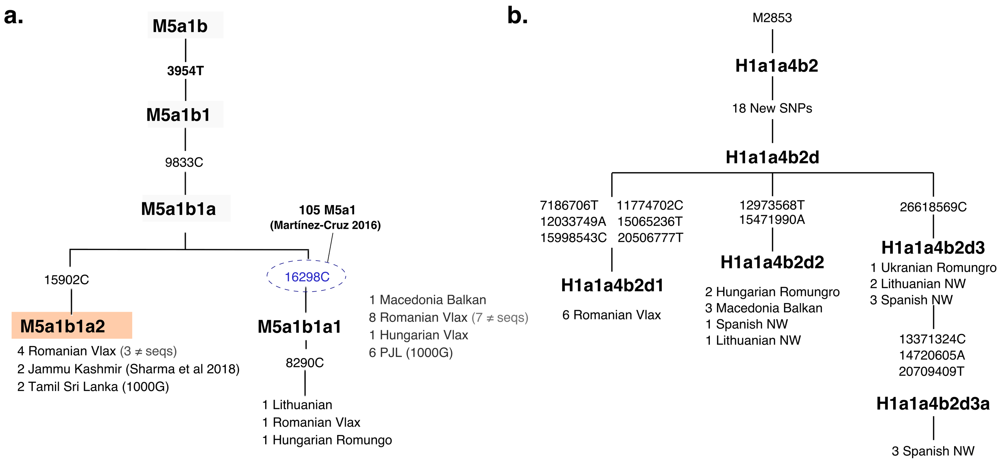 a.
M5a1b
3954T
M5a1b1
9833C
M5a1b1a
105 M5a1
(Martínez-Cruz 2016)
15902C
16298C
M5a1b1a2
4 Romanian Vlax (3 ≠ seqs)
2 Jammu Kashmir (Sharma et al 2018)
2 Tamil Sri Lanka (1000G)
M5a1b1a1
1 Macedonia Balkan
8 Romanian Vlax (7 ≠ seqs)
1 Hungarian Vlax
6 PJL (1000G)
8290C
1 Lithuanian
1 Romanian Vlax
1 Hungarian Romungo
b.
M2853
H1a1a4b2
18 New SNPs
H1a1a4b2d
7186706T 11774702C
12033749A 15065236T
15998543C 20506777T
H1a1a4b2d1
6 Romanian Vlax
12973568T
15471990A
H1a1a4b2d2
2 Hungarian Romungro
3 Macedonia Balkan
1 Spanish NW
1 Lithuanian NW
26618569C
H1a1a4b2d3
1 Ukranian Romungro
2 Lithuanian NW
3 Spanish NW
13371324C
14720605A
20709409T
H1a1a4b2d3a
3 Spanish NW